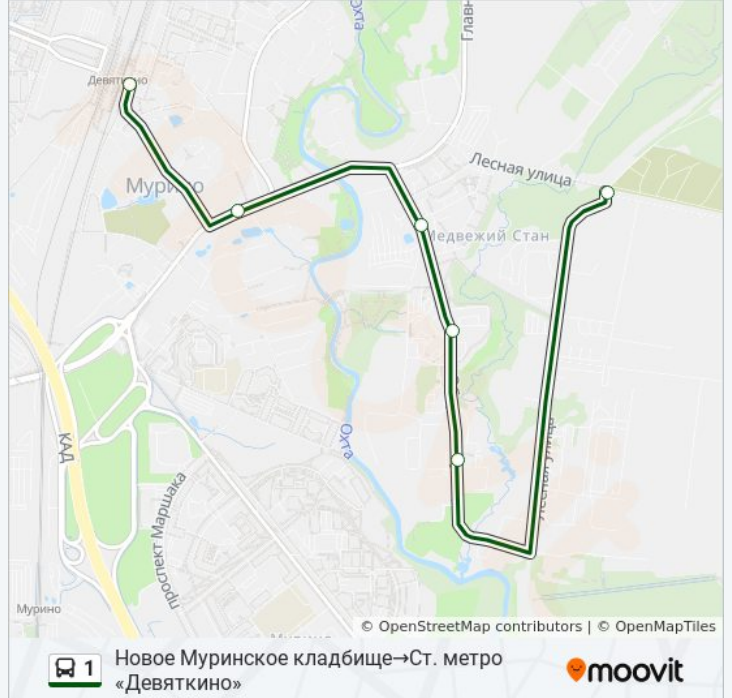 Охта
Главн
Девяткино
Лесная улица
Мурино
Медвежий Стан
Охта
КАД
Лесная улица
проспект Маршака
Мурино
Мурино
© OpenStreetMap contributors | © OpenMapTiles
1
Новое Муринское кладбище→Ст. метро
«Девяткино»
moovit